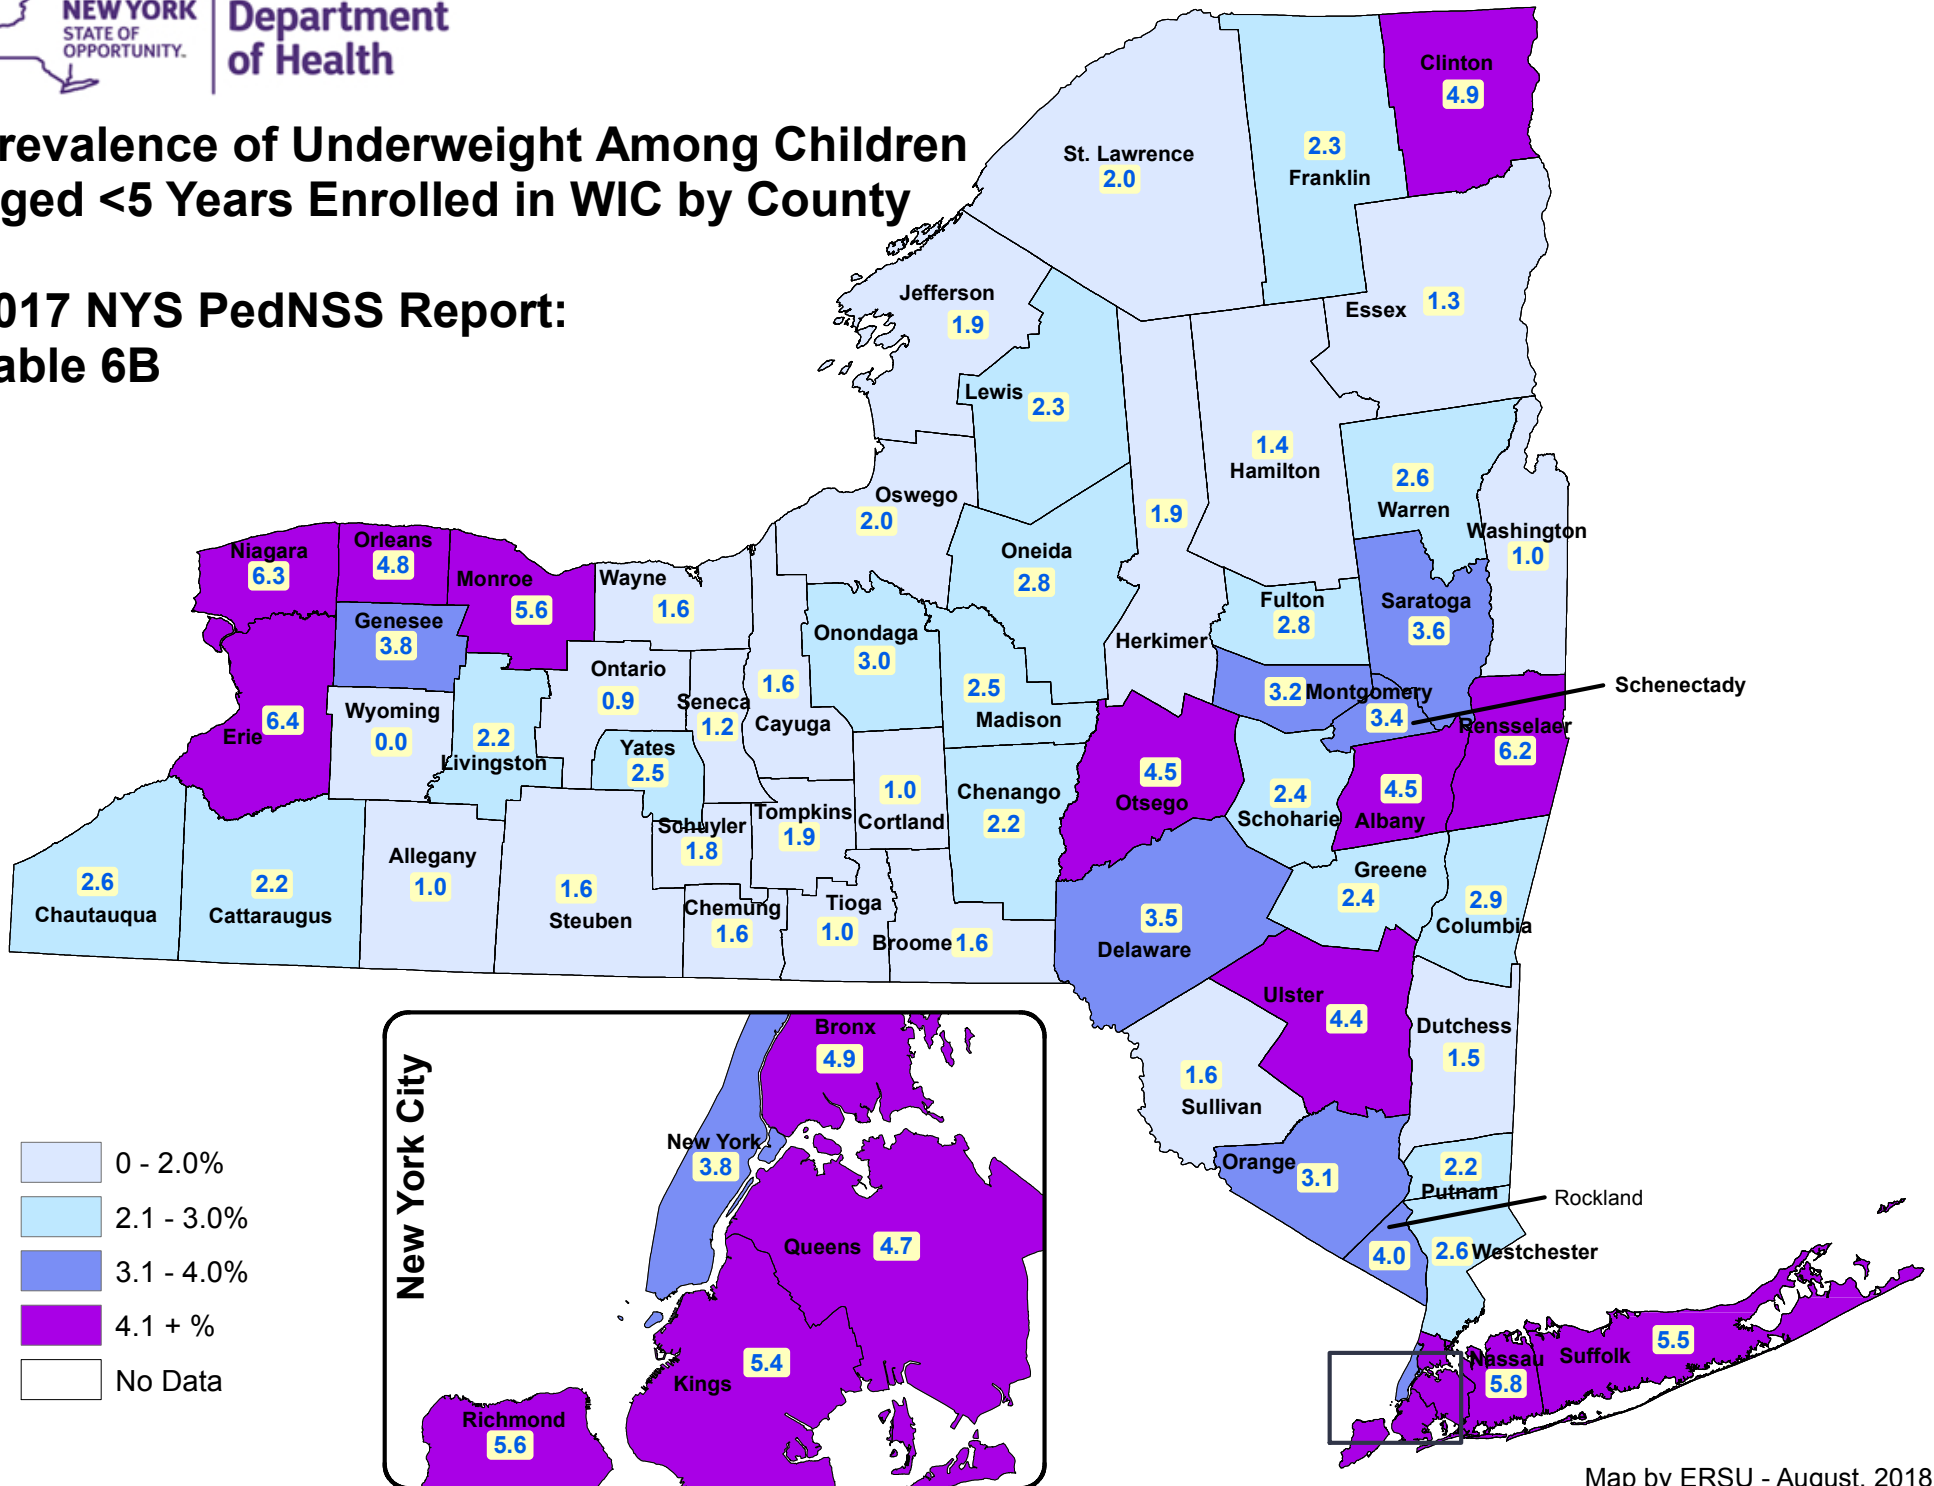 NEW YORK
STATE OF
OPPORTUNITY.
Department
of Health
revalence of Underweight Among Children
ged <5 Years Enrolled in WIC by County
017 NYS PedNSS Report:
able 6B
Clinton
4.9
2.3
Franklin
St. Lawrence
2.0
Essex 1.3
Jefferson
1.9
Lewis 2.3
1.4
Hamilton
2.6
Warren
Washington
1.0
Oswego
2.0
1.9
Herkimer
Oneida
2.8
Niagara
6.3
Orleans
4.8
Monroe
5.6
Wayne
1.6
Genesee
3.8
Fulton
2.8
Saratoga
3.6
Onondaga
3.0
Ontario
0.9
Seneca
1.2
1.6
Cayuga
2.5
Madison
3.2 Montgomery
3.4
Schenectady
Rensselaer
6.2
Erie 6.4
Wyoming
0.0
2.2
Livingston
Yates
2.5
4.5
Otsego
2.4
Schoharie
4.5
Albany
1.0
Cortland
Chenango
2.2
Schuyler
1.8
Tompkins
1.9
2.6
Chautauqua
2.2
Cattaraugus
Allegany
1.0
1.6
Steuben
Chemung
1.6
Tioga
1.0
Broome 1.6
3.5
Delaware
Greene
2.4
2.9
Columbia
Ulster
4.4
Dutchess
1.5
1.6
Sullivan
Orange 3.1
2.2
Putnam
Rockland
4.0
2.6 Westchester
Nassau
5.8
Suffolk 5.5
New York City
Bronx
4.9
New York
3.8
Queens 4.7
5.4
Kings
Richmond
5.6
0 - 2.0%
2.1 - 3.0%
3.1 - 4.0%
4.1 + %
No Data
Map by ERSU - August, 2018